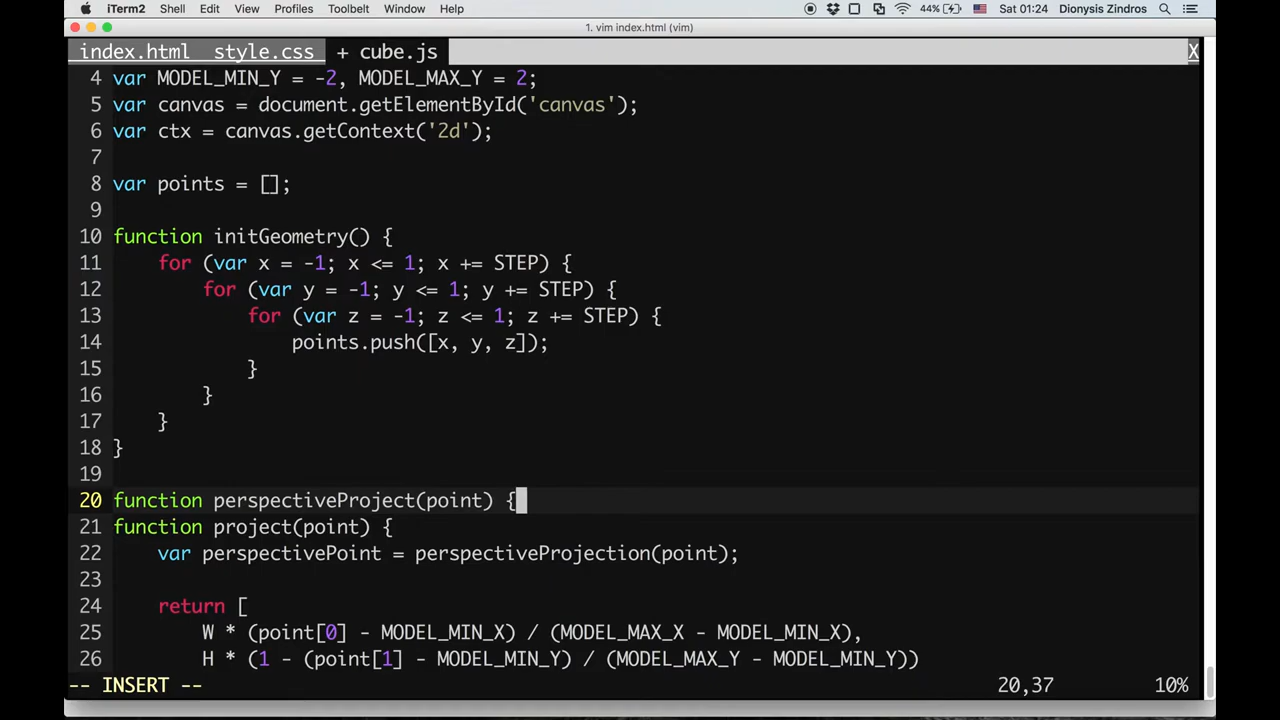 iTerm2 Shell Edit View Profiles Toolbelt Window Help 44% Sat 01:24 Dionysis Zindros
1. vim index.html (vim)
index.html style.css + cube.js X
4 var MODEL_MIN_Y = -2, MODEL_MAX_Y = 2;
5 var canvas = document.getElementById('canvas');
6 var ctx = canvas.getContext('2d');
7
8 var points = [];
9
10 function initGeometry() {
11 for (var x = -1; x <= 1; x += STEP) {
12 for (var y = -1; y <= 1; y += STEP) {
13 for (var z = -1; z <= 1; z += STEP) {
14 points.push([x, y, z]);
15 }
16 }
17 }
18 }
19
20 function perspectiveProject(point) {
21 function project(point) {
22 var perspectivePoint = perspectiveProjection(point);
23
24 return [
25 W * (point[0] - MODEL_MIN_X) / (MODEL_MAX_X - MODEL_MIN_X),
26 H * (1 - (point[1] - MODEL_MIN_Y) / (MODEL_MAX_Y - MODEL_MIN_Y))
-- INSERT -- 20,37 10%